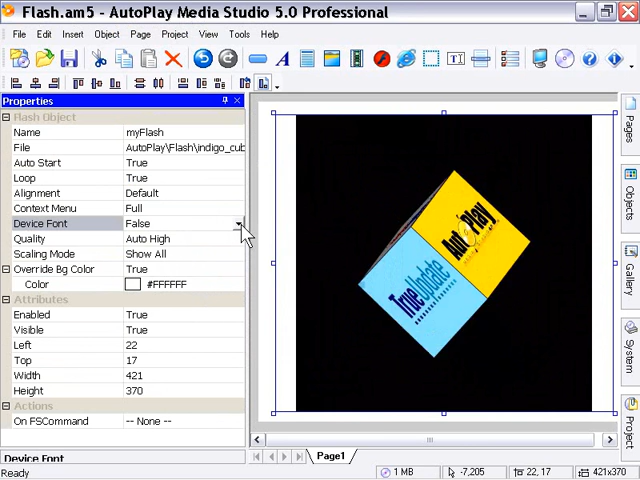 Flash.am5 - AutoPlay Media Studio 5.0 Professional
File Edit Insert Object Page Project View Tools Help
Properties
Flash Object
Name myFlash
File AutoPlay\Flash\indigo_cub
Auto Start True
Loop True
Alignment Default
Context Menu Full
Device Font False
Quality Auto High
Scaling Mode Show All
Override Bg Color True
Color #FFFFFF
Attributes
Enabled True
Visible True
Left 22
Top 17
Width 421
Height 370
Actions
On FSCommand -- None --
AutoPlay
TrueUpdate
Pages
Objects
Gallery
System
Project
Page1
Device Font
Ready 1 MB -7,205 22, 17 421x370